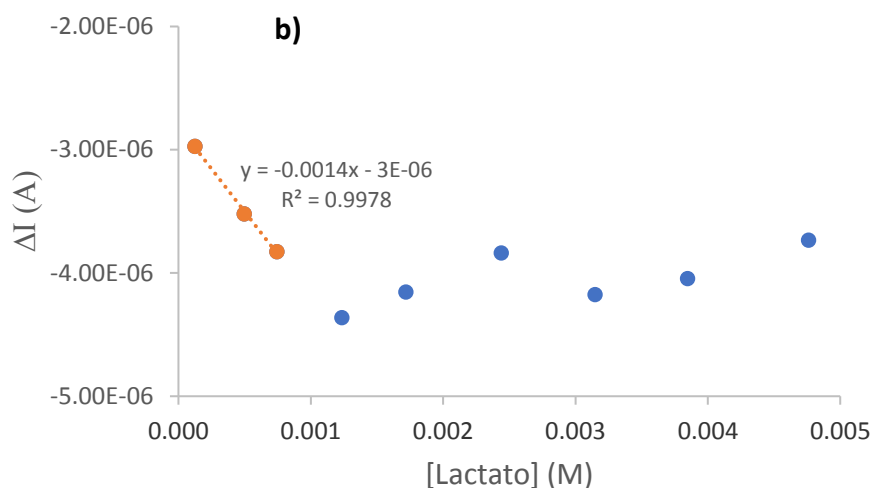 b)
-2.00E-06
-3.00E-06
-4.00E-06
-5.00E-06
ΔI (A)
y = -0.0014x - 3E-06
R² = 0.9978
0.000 0.001 0.002 0.003 0.004 0.005
[Lactato] (M)